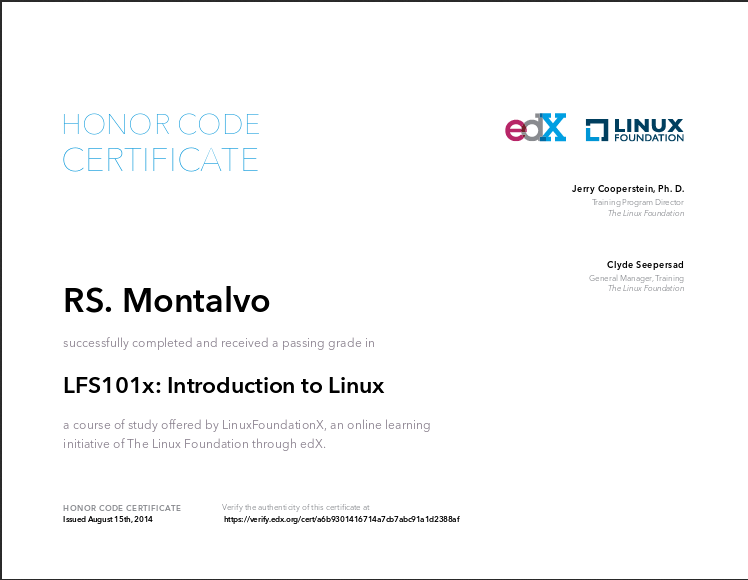 HONOR CODE
CERTIFICATE
edX
LINUX
FOUNDATION
Jerry Cooperstein, Ph. D.
Training Program Director
The Linux Foundation
Clyde Seepersad
General Manager, Training
The Linux Foundation
RS. Montalvo
successfully completed and received a passing grade in
LFS101x: Introduction to Linux
a course of study offered by LinuxFoundationX, an online learning
initiative of The Linux Foundation through edX.
HONOR CODE CERTIFICATE
Issued August 15th, 2014
Verify the authenticity of this certificate at
https://verify.edx.org/cert/a6b9301416714a7cb7abc91a1d2388af